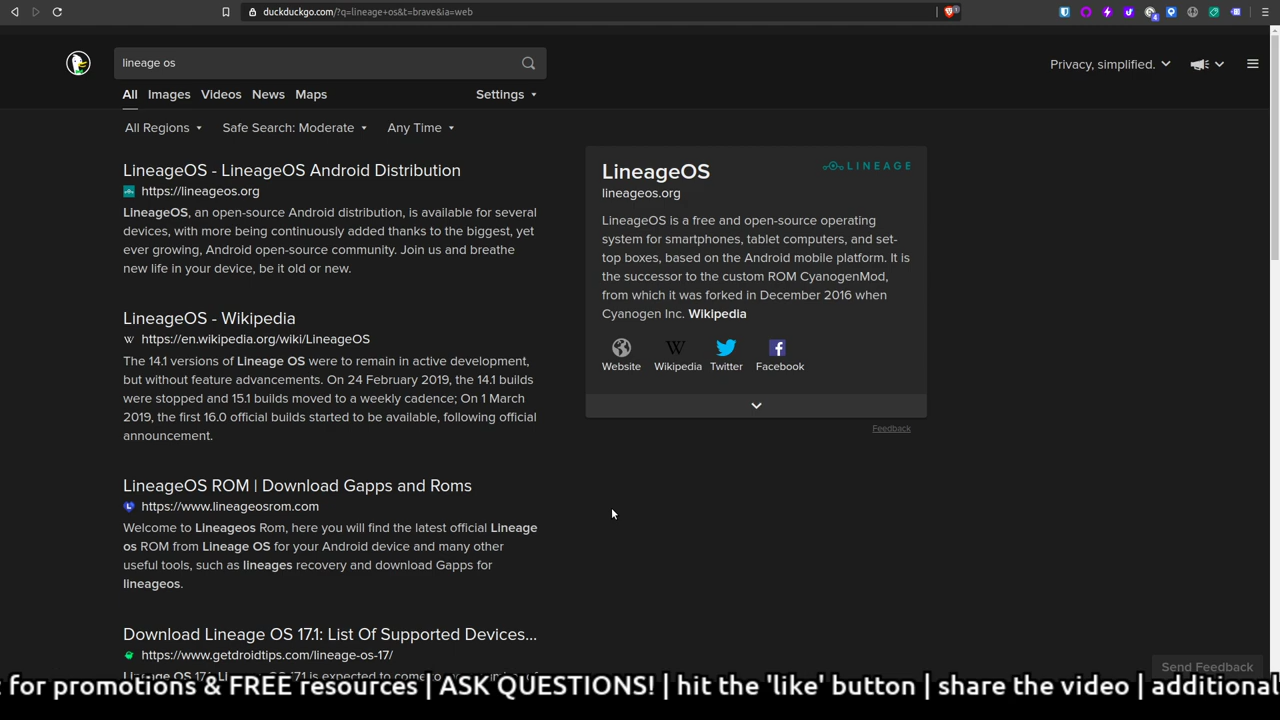 duckduckgo.com/?q=lineage+os&t=brave&ia=web
1
4
lineage os
Privacy, simplified.
All Images Videos News Maps Settings
All Regions Safe Search: Moderate Any Time
LineageOS - LineageOS Android Distribution
https://lineageos.org
LineageOS, an open-source Android distribution, is available for several
devices, with more being continuously added thanks to the biggest, yet
ever growing, Android open-source community. Join us and breathe
new life in your device, be it old or new.
LineageOS - Wikipedia
W https://en.wikipedia.org/wiki/LineageOS
The 14.1 versions of Lineage OS were to remain in active development,
but without feature advancements. On 24 February 2019, the 14.1 builds
were stopped and 15.1 builds moved to a weekly cadence; On 1 March
2019, the first 16.0 official builds started to be available, following official
announcement.
LineageOS ROM | Download Gapps and Roms
https://www.lineageosrom.com
Welcome to Lineageos Rom, here you will find the latest official Lineage
os ROM from Lineage OS for your Android device and many other
useful tools, such as lineages recovery and download Gapps for
lineageos.
Download Lineage OS 17.1: List Of Supported Devices...
https://www.getdroidtips.com/lineage-os-17/
LineageOS
LINEAGE
lineageos.org
LineageOS is a free and open-source operating
system for smartphones, tablet computers, and set-
top boxes, based on the Android mobile platform. It is
the successor to the custom ROM CyanogenMod,
from which it was forked in December 2016 when
Cyanogen Inc. Wikipedia
W
f
Website Wikipedia Twitter Facebook
Feedback
Send Feedback
for promotions & FREE resources | ASK QUESTIONS! | hit the 'like' button | share the video | additional